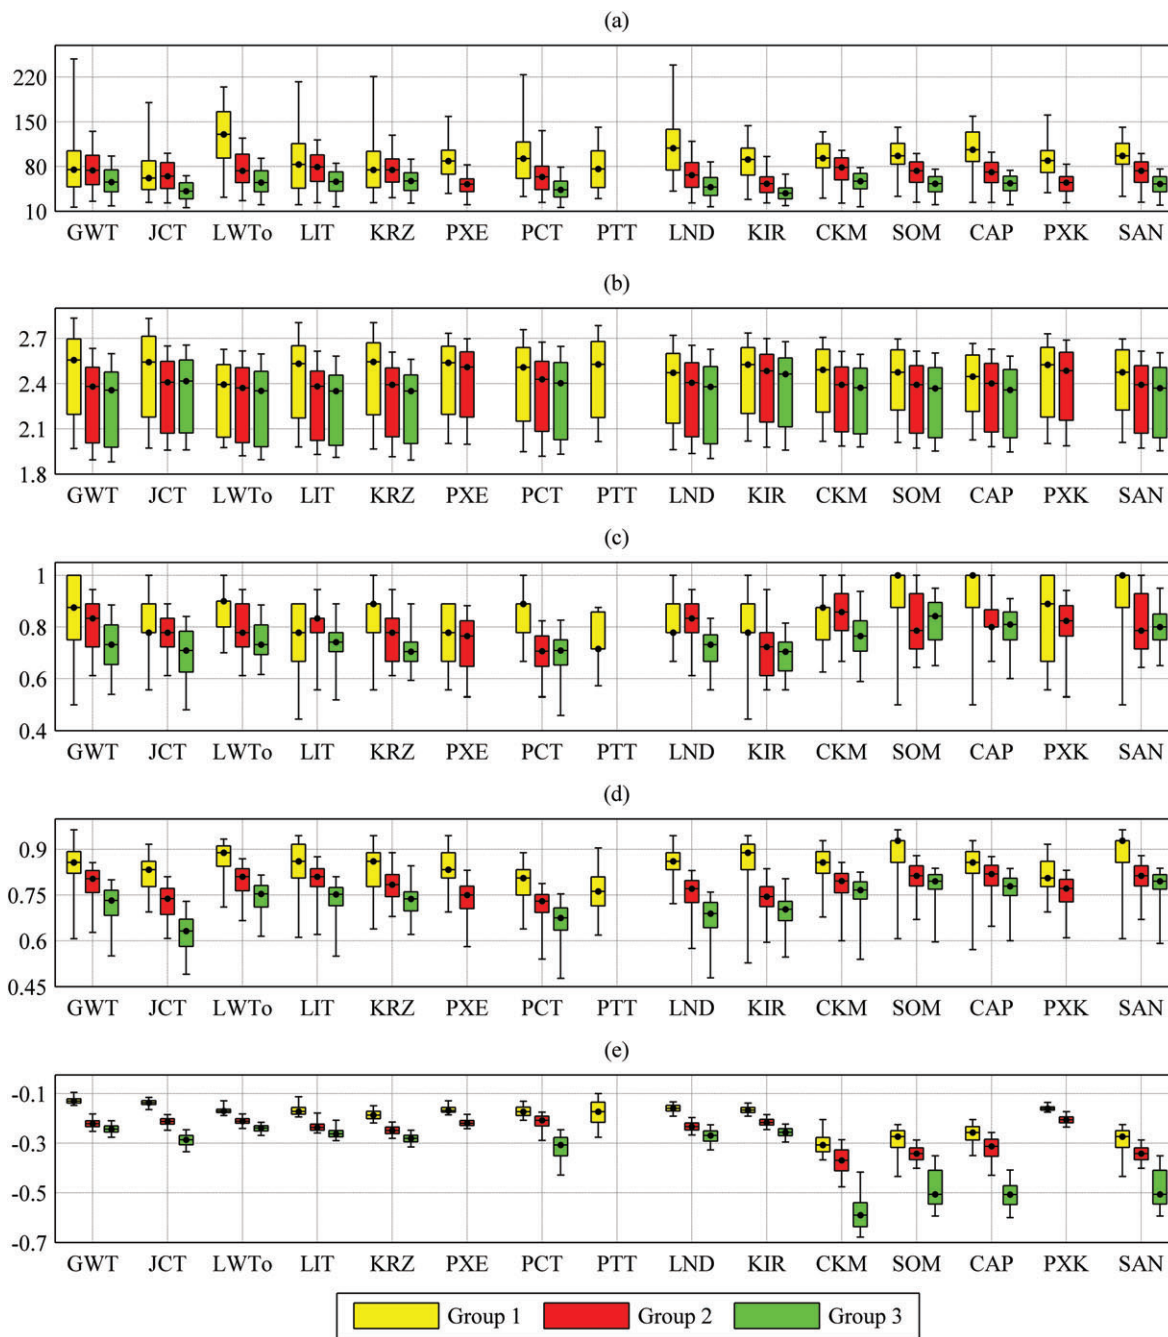 (a)
220
150
80
10
GWT JCT LWTo LIT KRZ PXE PCT PTT LND KIR CKM SOM CAP PXK SAN
(b)
2.7
2.4
2.1
1.8
GWT JCT LWTo LIT KRZ PXE PCT PTT LND KIR CKM SOM CAP PXK SAN
(c)
1
0.8
0.6
0.4
GWT JCT LWTo LIT KRZ PXE PCT PTT LND KIR CKM SOM CAP PXK SAN
(d)
0.9
0.75
0.6
0.45
GWT JCT LWTo LIT KRZ PXE PCT PTT LND KIR CKM SOM CAP PXK SAN
(e)
-0.1
-0.3
-0.5
-0.7
GWT JCT LWTo LIT KRZ PXE PCT PTT LND KIR CKM SOM CAP PXK SAN
Group 1 Group 2 Group 3